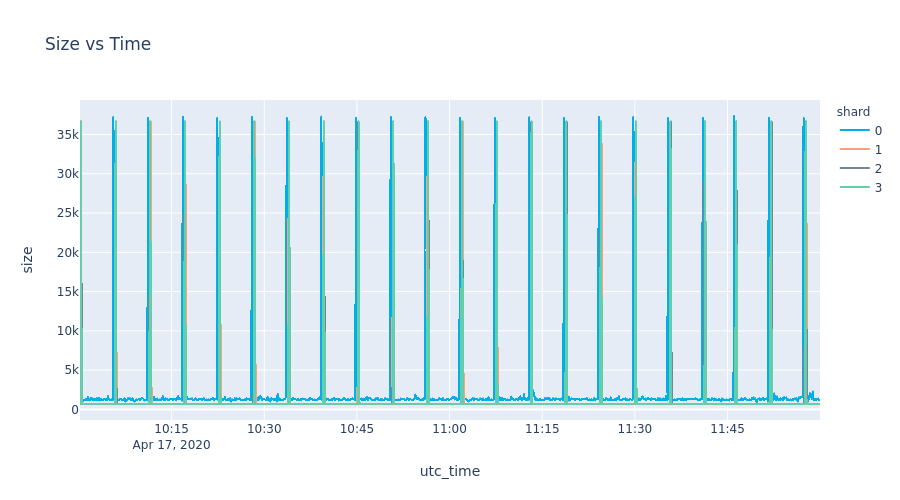 Size vs Time
shard
0
1
2
3
35k
30k
25k
20k
15k
10k
5k
0
size
10:15
Apr 17, 2020
10:30
10:45
11:00
11:15
11:30
11:45
utc_time